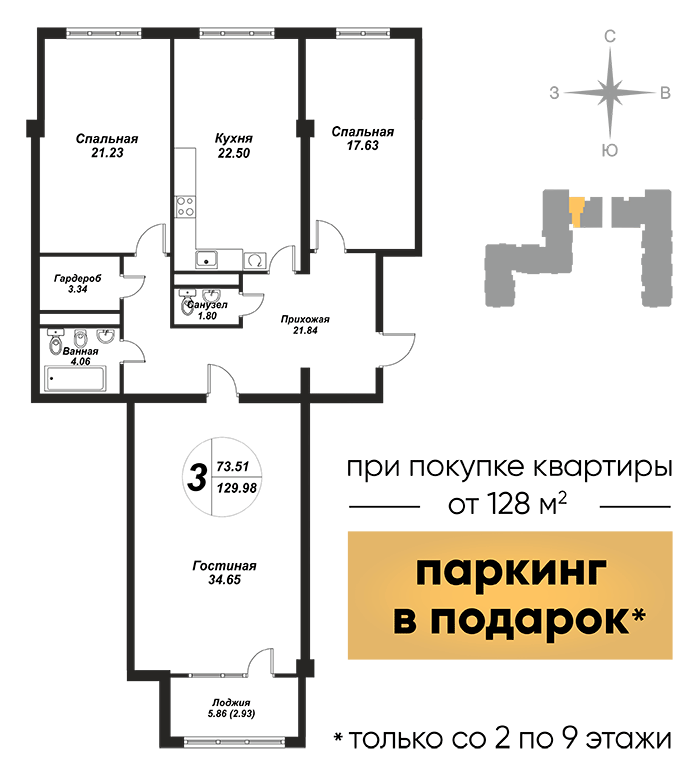 С
З
В
Ю
Спальная
21.23
Кухня
22.50
Спальная
17.63
Гардероб
3.34
Санузел
1.80
Прихожая
21.84
Ванная
4.06
3
73.51
129.98
Гостиная
34.65
Лоджия
5.86 (2.93)
при покупке квартиры
от 128 м²
паркинг
в подарок*
* только со 2 по 9 этажи